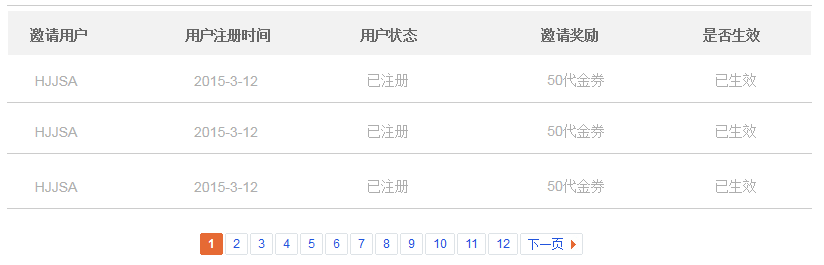 邀请用户 用户注册时间 用户状态 邀请奖励 是否生效
HJJSA 2015-3-12 已注册 50代金券 已生效
HJJSA 2015-3-12 已注册 50代金券 已生效
HJJSA 2015-3-12 已注册 50代金券 已生效
1 2 3 4 5 6 7 8 9 10 11 12 下一页